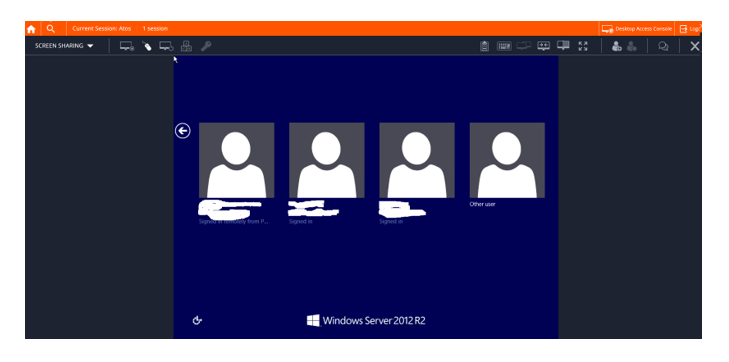 Current Session: Atos 1 session
Desktop Access Console
SCREEN SHARING
Other user
Signed in remotely from P...
Signed in
Signed in
Windows Server 2012 R2